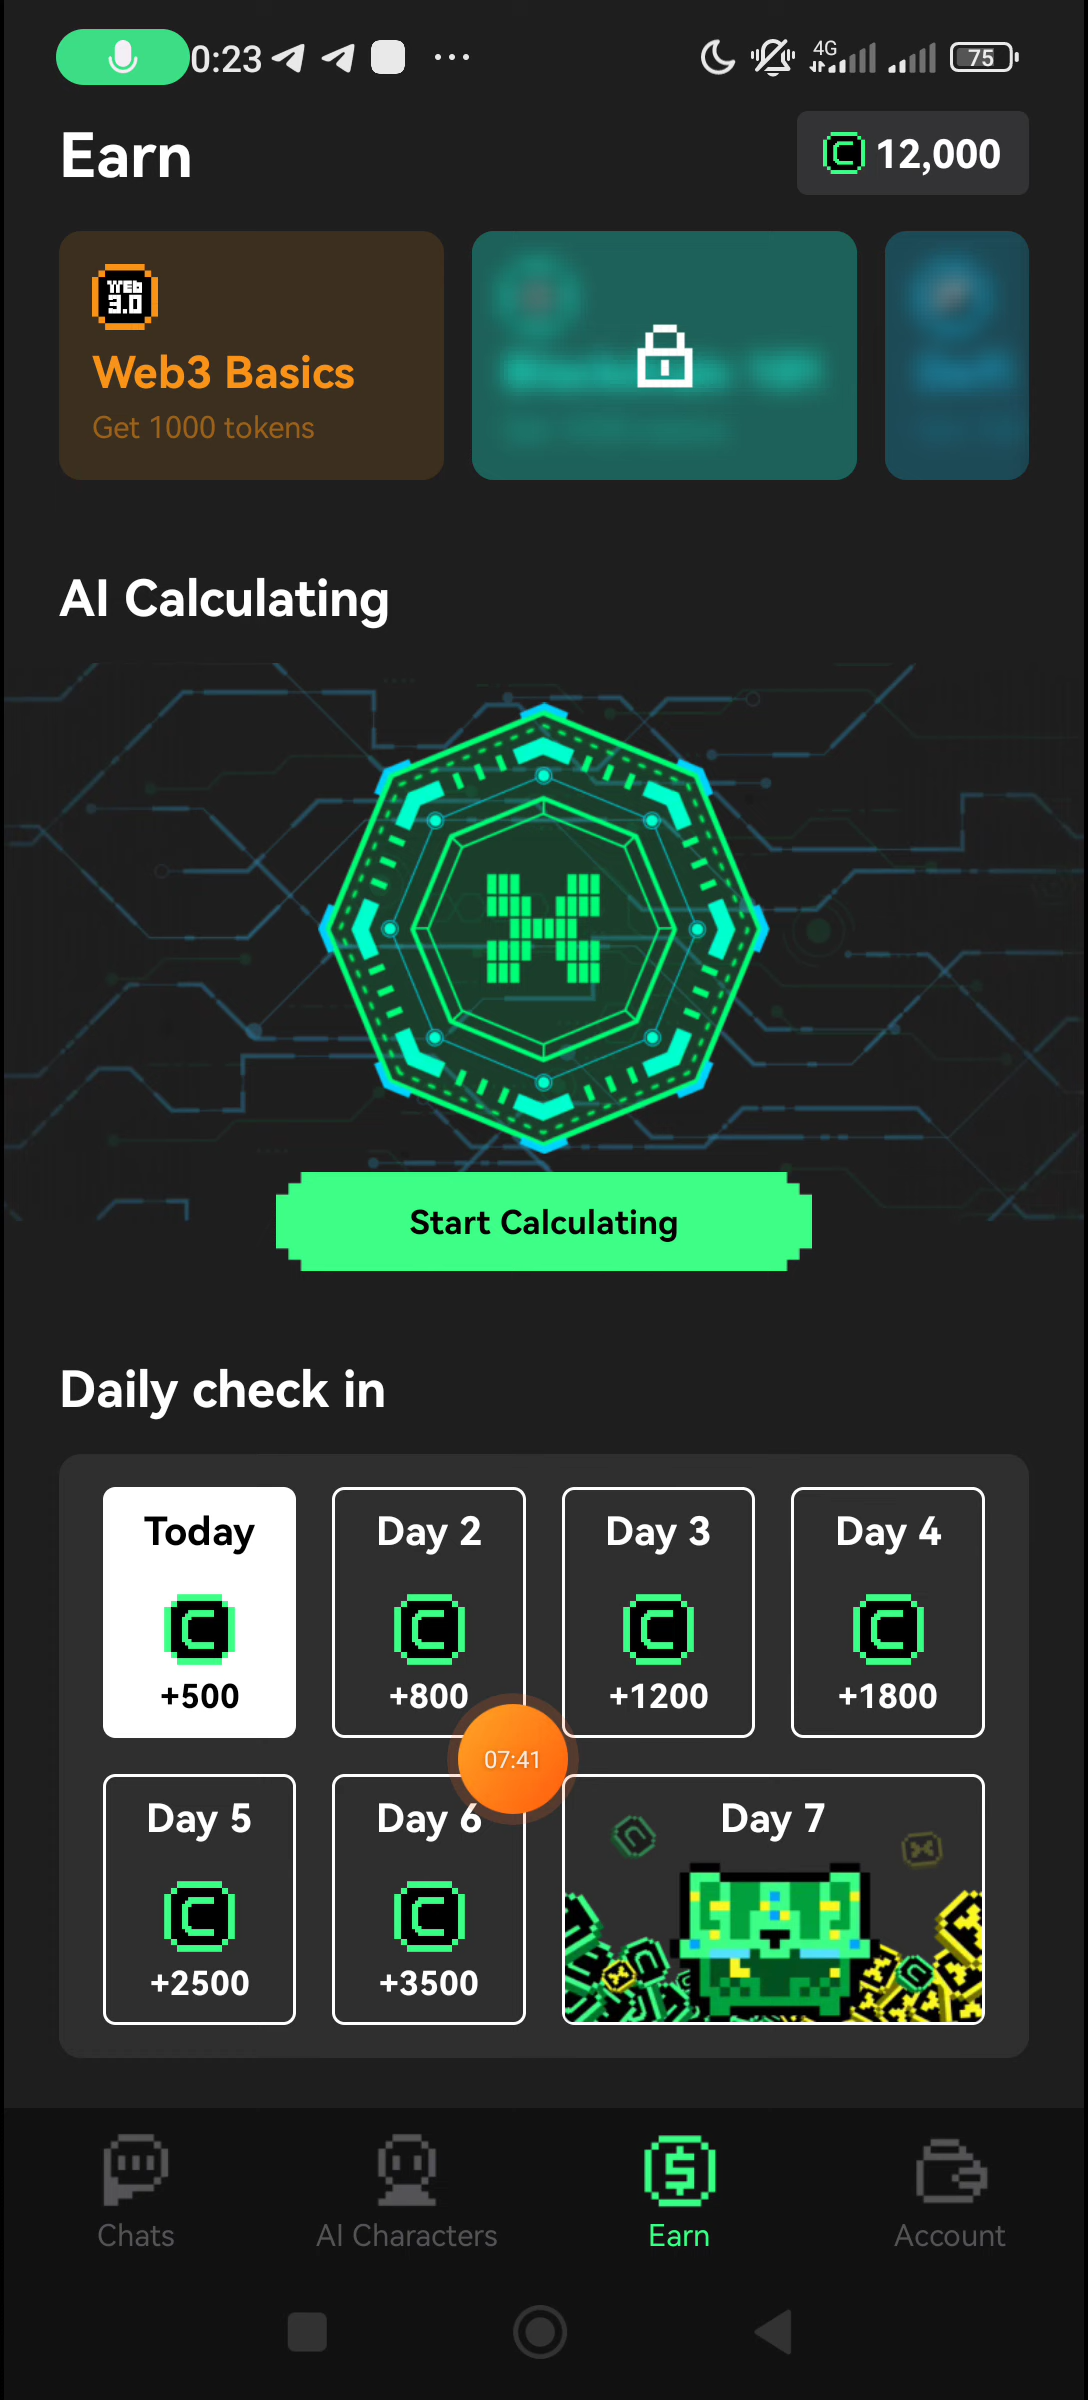 0:23
4G
75
Earn
12,000
WEB
3.0
Web3 Basics
Get 1000 tokens
AI Calculating
Start Calculating
Daily check in
Today
Day 2
Day 3
Day 4
+500
+800
+1200
+1800
07:41
Day 5
Day 6
Day 7
+2500
+3500
Chats
AI Characters
Earn
Account